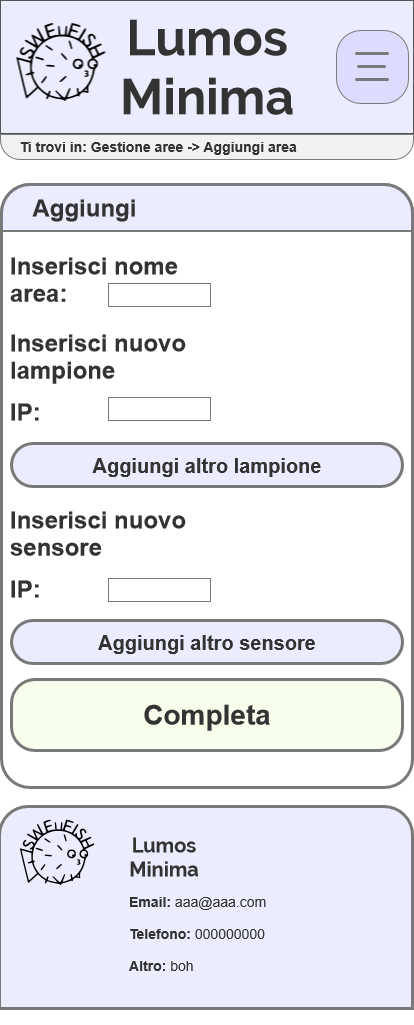 SWEeFISH
Lumos
Minima
Ti trovi in: Gestione aree -> Aggiungi area
Aggiungi
Inserisci nome
area:
Inserisci nuovo
lampione
IP:
Aggiungi altro lampione
Inserisci nuovo
sensore
IP:
Aggiungi altro sensore
Completa
SWEeFISH
Lumos
Minima
Email: aaa@aaa.com
Telefono: 000000000
Altro: boh